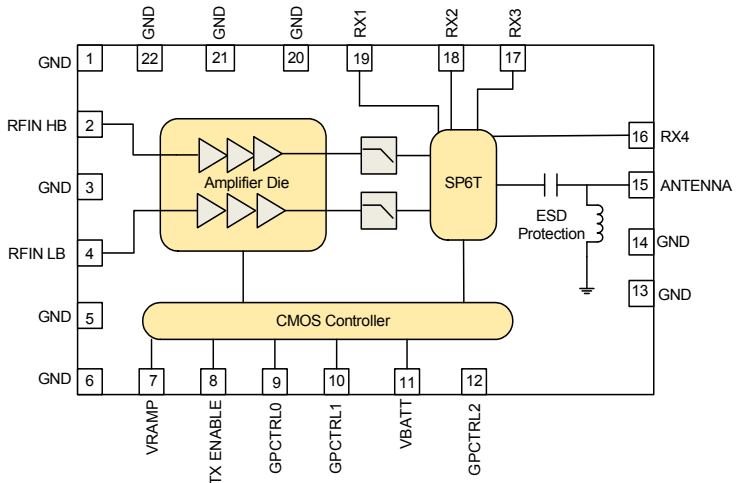 GND
GND
GND
RX1
RX2
RX3
22
21
20
19
18
17
GND 1
RFIN HB 2
GND 3
RFIN LB 4
GND 5
GND 6
Amplifier Die
SP6T
16 RX4
15 ANTENNA
ESD
Protection
14 GND
13 GND
CMOS Controller
7
8
9
10
11
12
VRAMP
TX ENABLE
GPCTRL0
GPCTRL1
VBATT
GPCTRL2